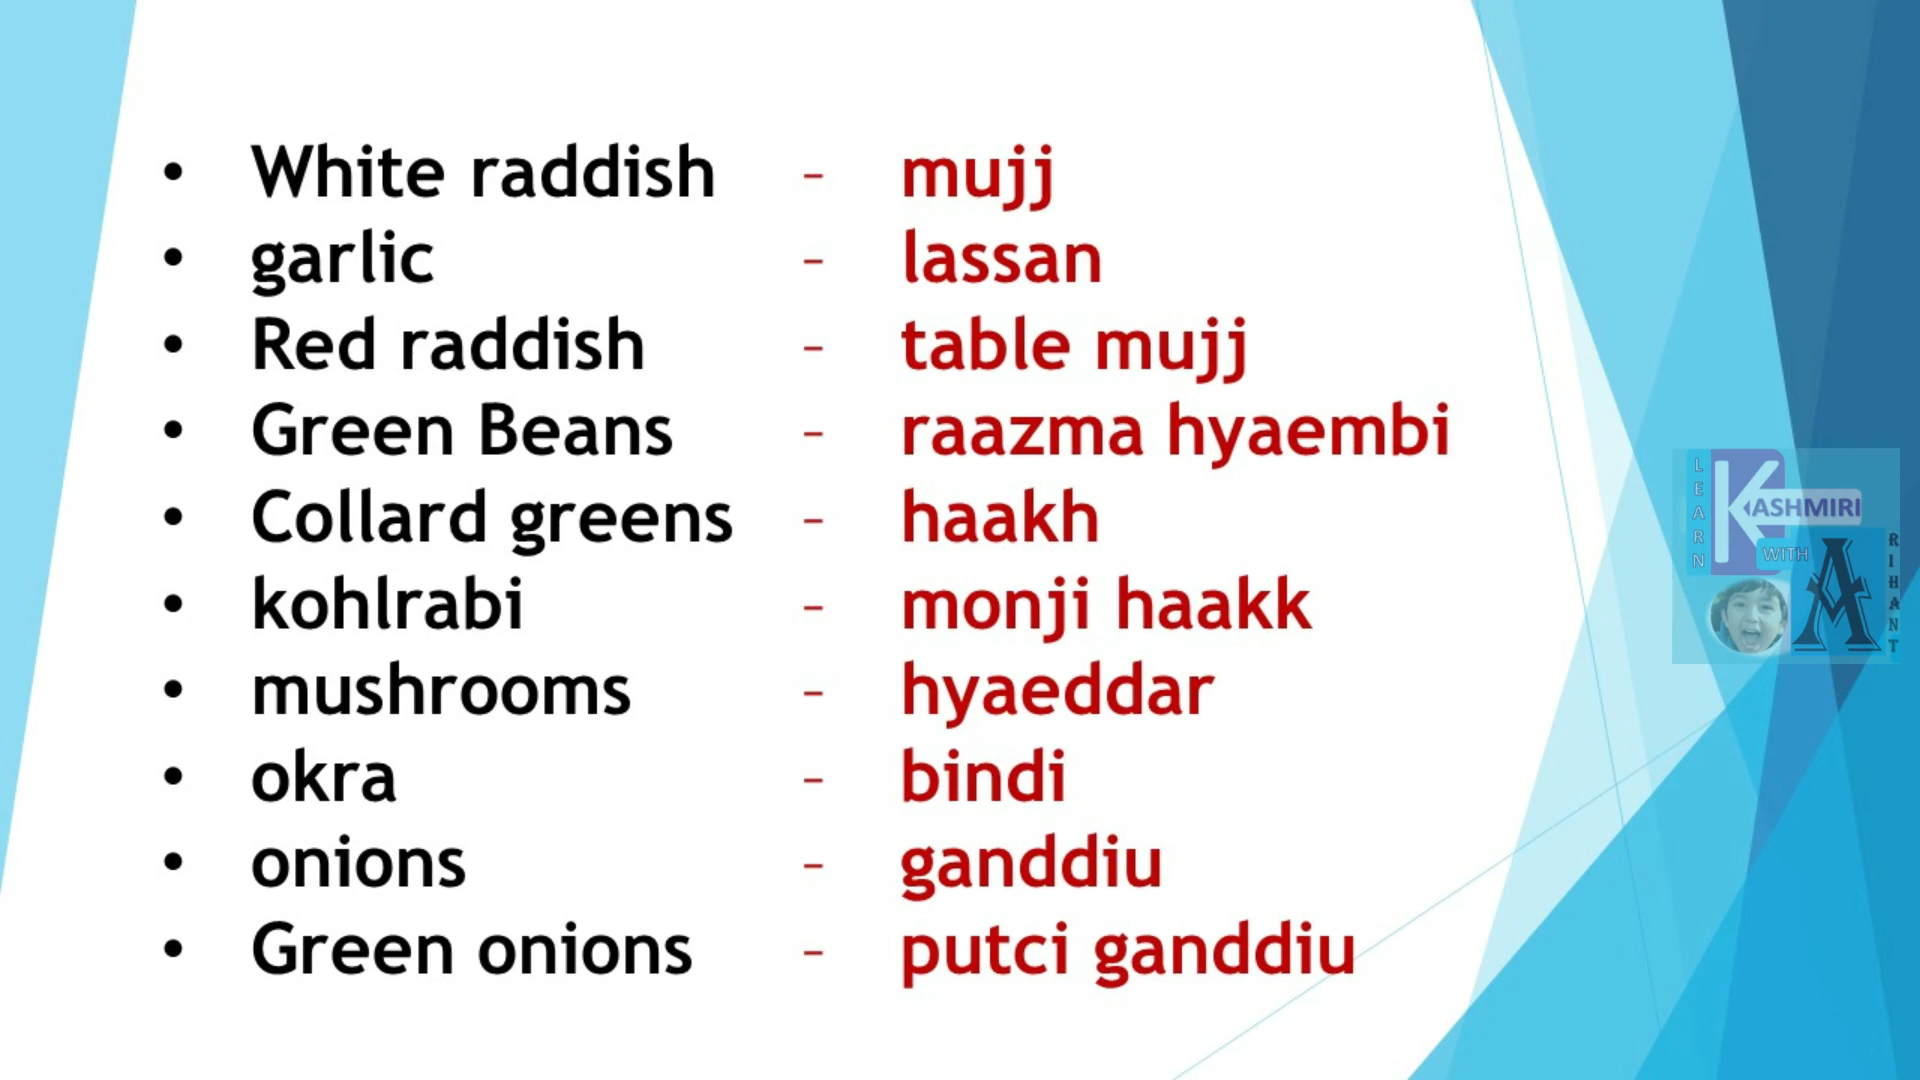 • White raddish - mujj
• garlic - lassan
• Red raddish - table mujj
• Green Beans - raazma hyaembi
• Collard greens - haakh
• kohlrabi - monji haakk
• mushrooms - hyaeddar
• okra - bindi
• onions - ganddiu
• Green onions - putci ganddiu
LEARN
KASHMIRI
WITH
ARIHANT